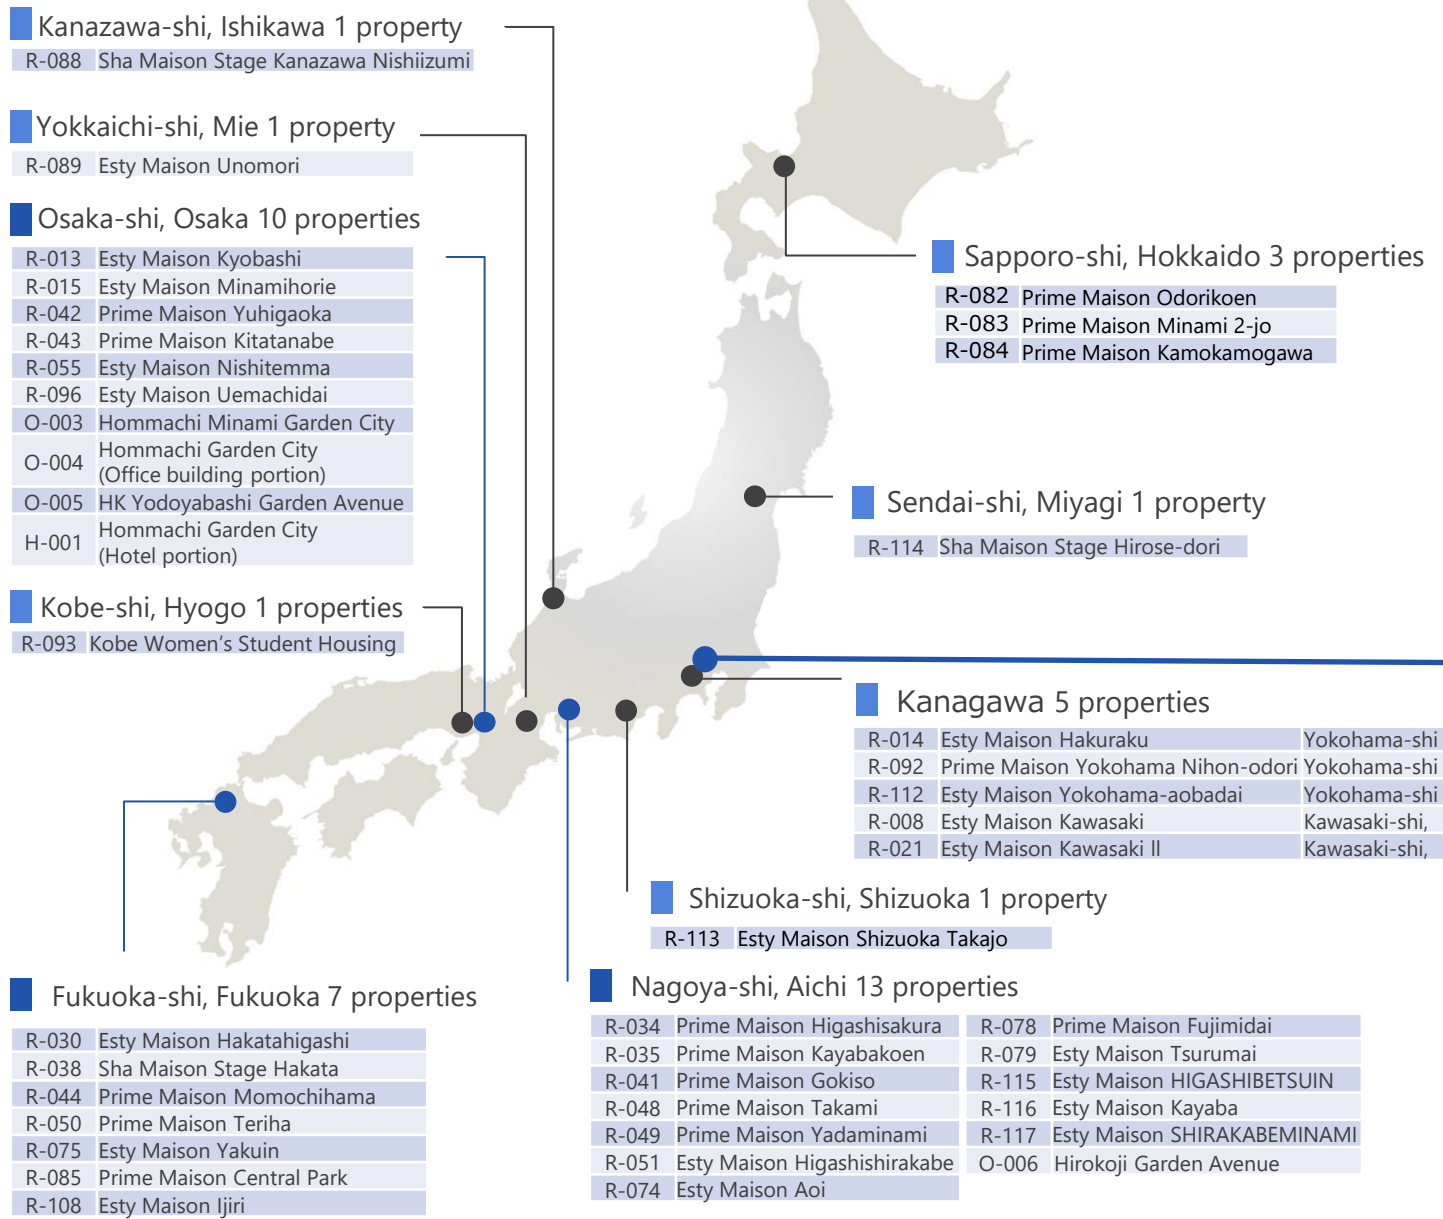 Kanazawa-shi, Ishikawa 1 property
R-088 Sha Maison Stage Kanazawa Nishiizumi
Yokkaichi-shi, Mie 1 property
R-089 Esty Maison Unomori
Osaka-shi, Osaka 10 properties
R-013 Esty Maison Kyobashi
R-015 Esty Maison Minamihorie
R-042 Prime Maison Yuhigaoka
R-043 Prime Maison Kitatanabe
R-055 Esty Maison Nishitemma
R-096 Esty Maison Uemachidai
O-003 Hommachi Minami Garden City
O-004 Hommachi Garden City
(Office building portion)
O-005 HK Yodoyabashi Garden Avenue
H-001 Hommachi Garden City
(Hotel portion)
Kobe-shi, Hyogo 1 properties
R-093 Kobe Women's Student Housing
Sapporo-shi, Hokkaido 3 properties
R-082 Prime Maison Odorikoen
R-083 Prime Maison Minami 2-jo
R-084 Prime Maison Kamokamogawa
Sendai-shi, Miyagi 1 property
R-114 Sha Maison Stage Hirose-dori
Kanagawa 5 properties
R-014 Esty Maison Hakuraku Yokohama-shi
R-092 Prime Maison Yokohama Nihon-odori Yokohama-shi
R-112 Esty Maison Yokohama-aobadai Yokohama-shi
R-008 Esty Maison Kawasaki Kawasaki-shi,
R-021 Esty Maison Kawasaki ll Kawasaki-shi,
Shizuoka-shi, Shizuoka 1 property
R-113 Esty Maison Shizuoka Takajo
Fukuoka-shi, Fukuoka 7 properties
R-030 Esty Maison Hakatahigashi
R-038 Sha Maison Stage Hakata
R-044 Prime Maison Momochihama
R-050 Prime Maison Teriha
R-075 Esty Maison Yakuin
R-085 Prime Maison Central Park
R-108 Esty Maison Ijiri
Nagoya-shi, Aichi 13 properties
R-034 Prime Maison Higashisakura
R-035 Prime Maison Kayabakoen
R-041 Prime Maison Gokiso
R-048 Prime Maison Takami
R-049 Prime Maison Yadaminami
R-051 Esty Maison Higashishirakabe
R-074 Esty Maison Aoi
R-078 Prime Maison Fujimidai
R-079 Esty Maison Tsurumai
R-115 Esty Maison HIGASHIBETSUIN
R-116 Esty Maison Kayaba
R-117 Esty Maison SHIRAKABEMINAMI
O-006 Hirokoji Garden Avenue